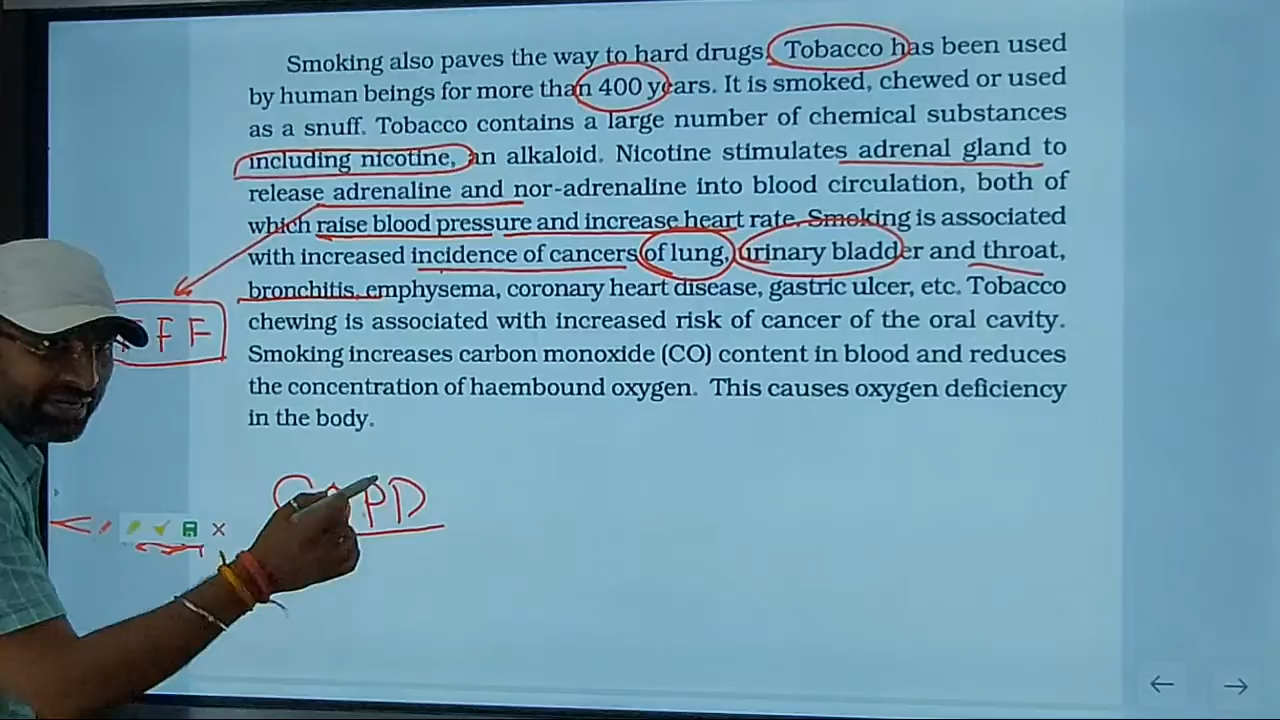 Smoking also paves the way to hard drugs. Tobacco has been used
by human beings for more than 400 years. It is smoked, chewed or used
as a snuff. Tobacco contains a large number of chemical substances
including nicotine, an alkaloid. Nicotine stimulates adrenal gland to
release adrenaline and nor-adrenaline into blood circulation, both of
which raise blood pressure and increase heart rate. Smoking is associated
with increased incidence of cancers of lung, urinary bladder and throat,
bronchitis, emphysema, coronary heart disease, gastric ulcer, etc. Tobacco
chewing is associated with increased risk of cancer of the oral cavity.
FF
Smoking increases carbon monoxide (CO) content in blood and reduces
the concentration of haembound oxygen. This causes oxygen deficiency
in the body.
PD